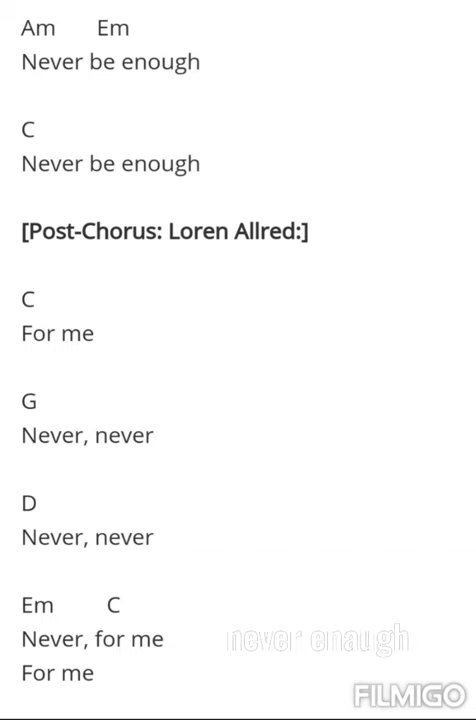 Am Em
Never be enough
C
Never be enough
[Post-Chorus: Loren Allred:]
C
For me
G
Never, never
D
Never, never
Em C
Never, for me
For me
never enaugh
FILMIGO